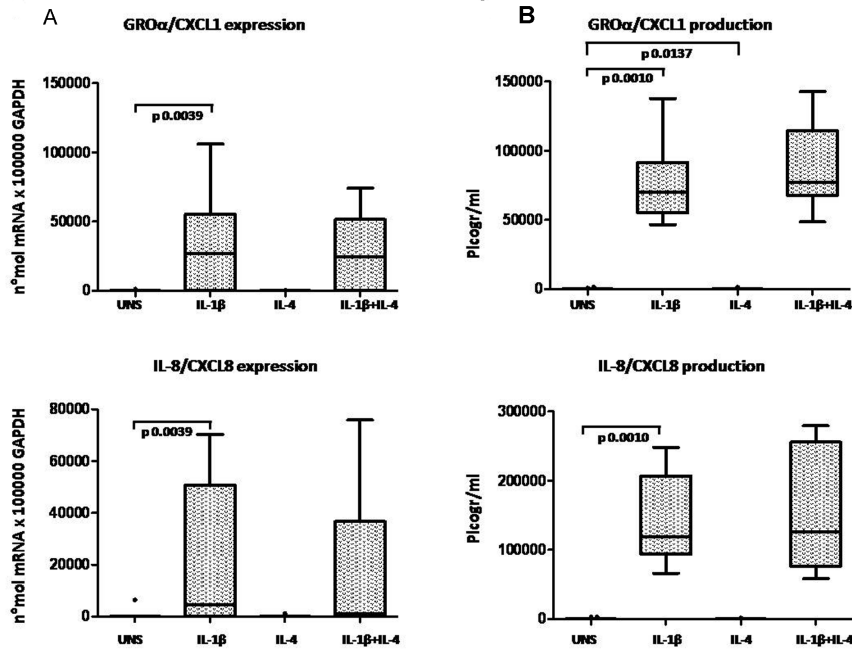 A
GROα/CXCL1 expression
n°mol mRNA x 100000 GAPDH
150000
100000
50000
0
p 0.0039
UNS IL-1β IL-4 IL-1β+IL-4
B
GROα/CXCL1 production
Picogr/ml
150000
100000
50000
0
p 0.0137
p 0.0010
UNS IL-1β IL-4 IL-1β+IL-4
IL-8/CXCL8 expression
n°mol mRNA x 100000 GAPDH
80000
60000
40000
20000
0
p 0.0039
UNS IL-1β IL-4 IL-1β+IL-4
IL-8/CXCL8 production
Picogr/ml
300000
200000
100000
0
p 0.0010
UNS IL-1β IL-4 IL-1β+IL-4